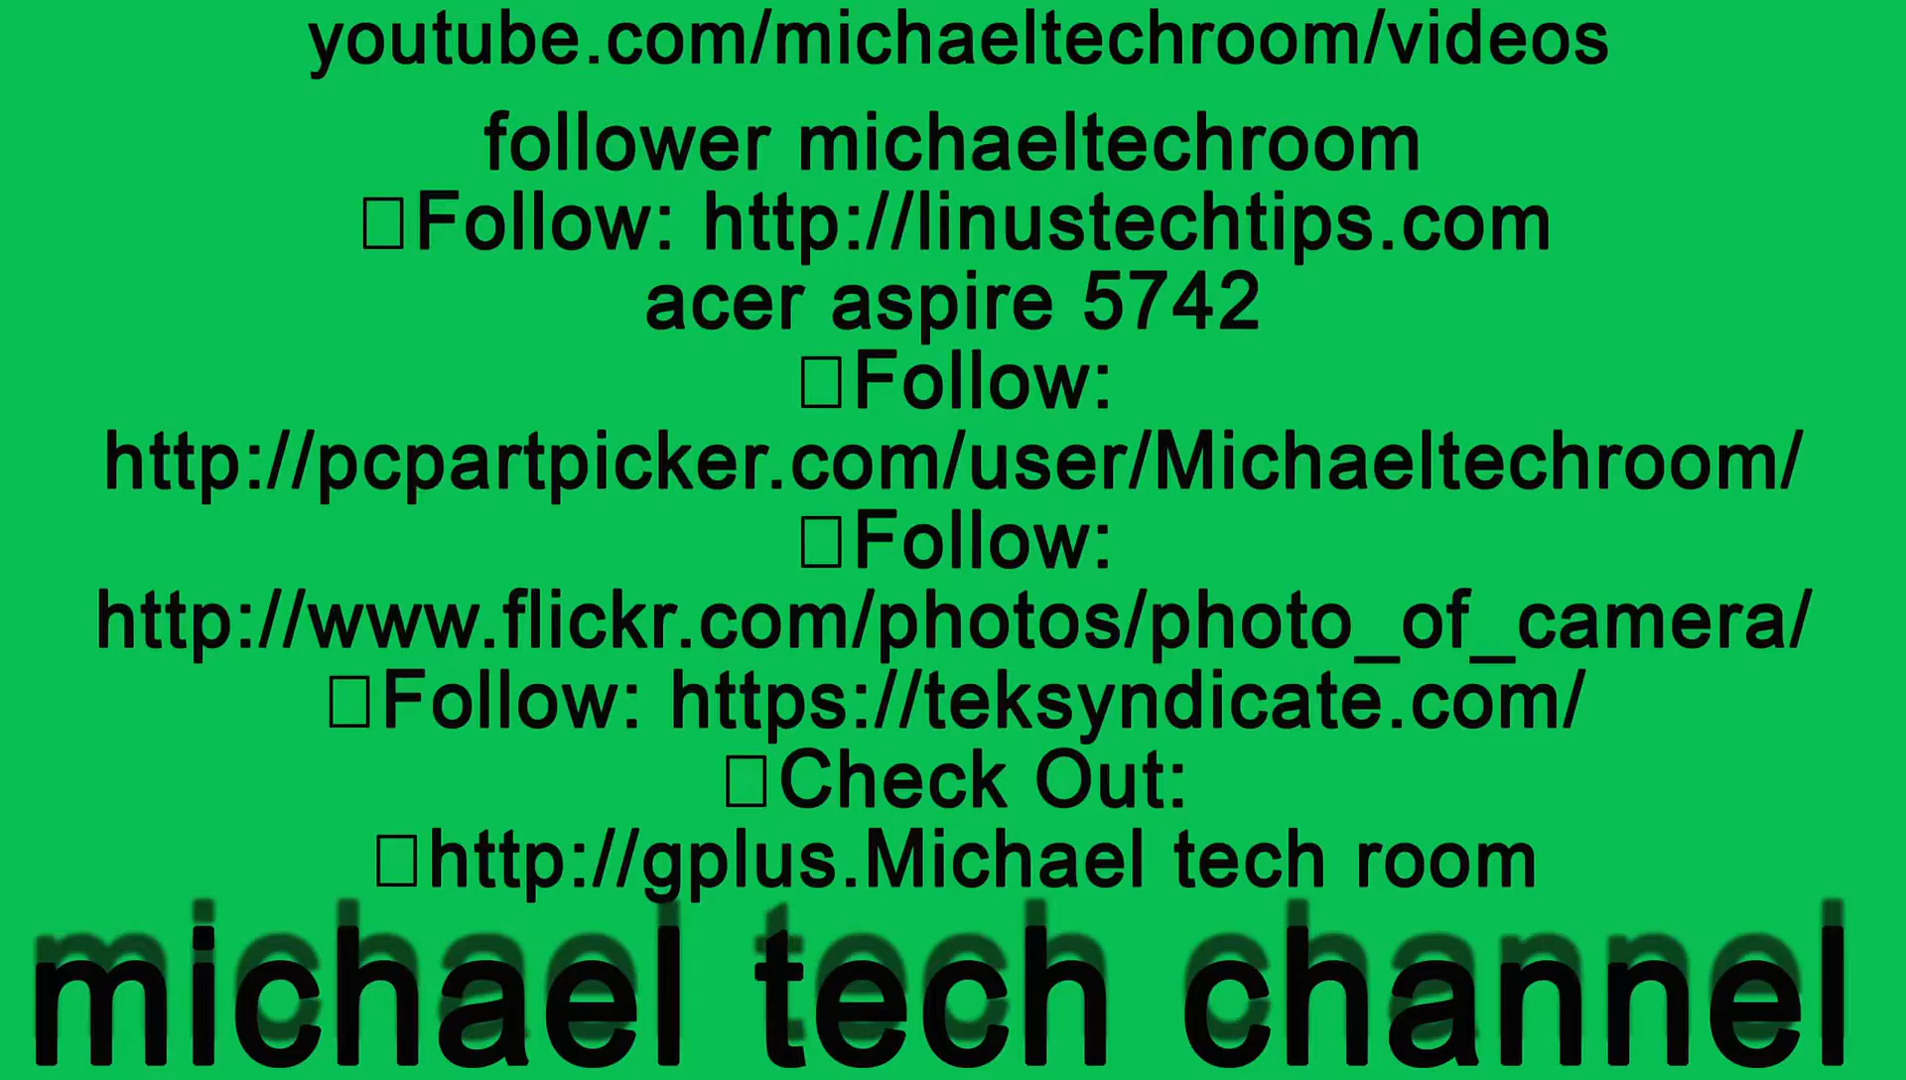 youtube.com/michaeltechroom/videos
follower michaeltechroom
Follow: http://linustechtips.com
acer aspire 5742
Follow:
http://pcpartpicker.com/user/Michaeltechroom/
Follow:
http://www.flickr.com/photos/photo_of_camera/
Follow: https://teksyndicate.com/
Check Out:
http://gplus.Michael tech room
michael tech channel